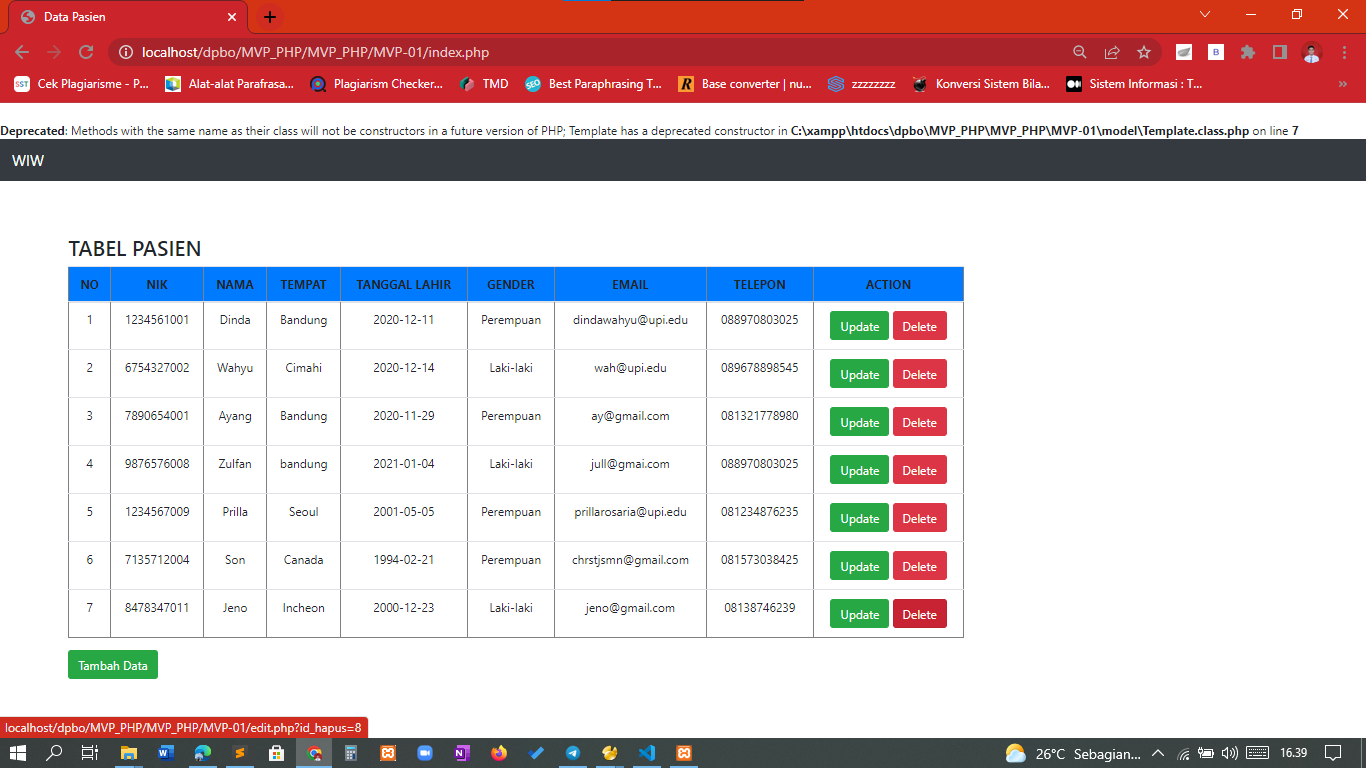 Data Pasien
localhost/dpbo/MVP_PHP/MVP_PHP/MVP-01/index.php
SST Cek Plagiarisme - P... Alat-alat Parafrasa... Plagiarism Checker... TMD SEO Best Paraphrasing T... R Base converter | nu... zzzzzzzz Konversi Sistem Bila... Sistem Informasi : T... »
Deprecated: Methods with the same name as their class will not be constructors in a future version of PHP; Template has a deprecated constructor in C:\xampp\htdocs\dpbo\MVP_PHP\MVP_PHP\MVP-01\model\Template.class.php on line 7
WIW
TABEL PASIEN
NO NIK NAMA TEMPAT TANGGAL LAHIR GENDER EMAIL TELEPON ACTION
1 1234561001 Dinda Bandung 2020-12-11 Perempuan dindawahyu@upi.edu 088970803025 Update Delete
2 6754327002 Wahyu Cimahi 2020-12-14 Laki-laki wah@upi.edu 089678898545 Update Delete
3 7890654001 Ayang Bandung 2020-11-29 Perempuan ay@gmail.com 081321778980 Update Delete
4 9876576008 Zulfan bandung 2021-01-04 Laki-laki jull@gmai.com 088970803025 Update Delete
5 1234567009 Prilla Seoul 2001-05-05 Perempuan prillarosaria@upi.edu 081234876235 Update Delete
6 7135712004 Son Canada 1994-02-21 Perempuan chrstjsmn@gmail.com 081573038425 Update Delete
7 8478347011 Jeno Incheon 2000-12-23 Laki-laki jeno@gmail.com 08138746239 Update Delete
Tambah Data
localhost/dpbo/MVP_PHP/MVP_PHP/MVP-01/edit.php?id_hapus=8
26°C Sebagian... 16.39